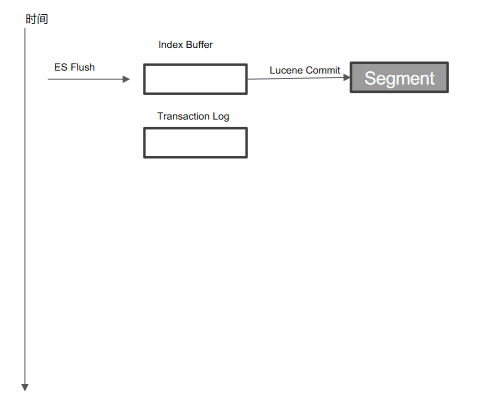 时间
Index Buffer
ES Flush
Lucene Commit
Segment
Transaction Log